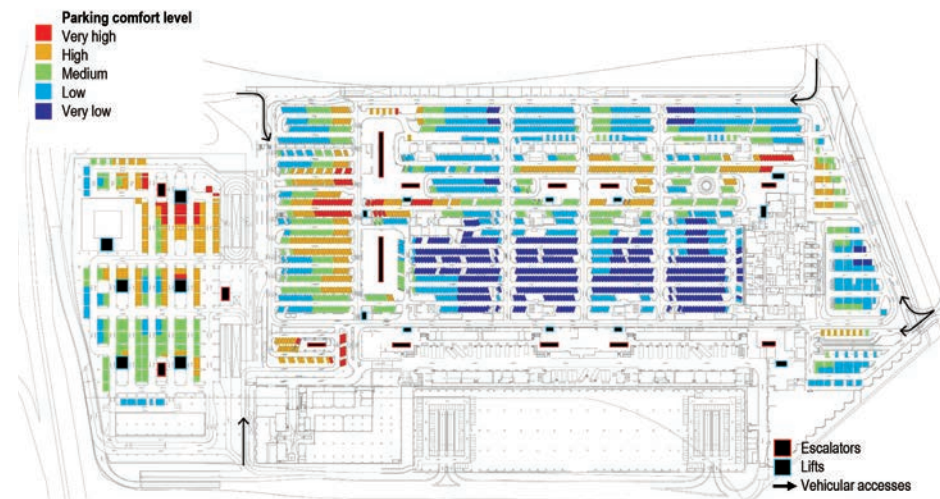 Parking comfort level
Very high
High
Medium
Low
Very low
Escalators
Lifts
Vehicular accesses